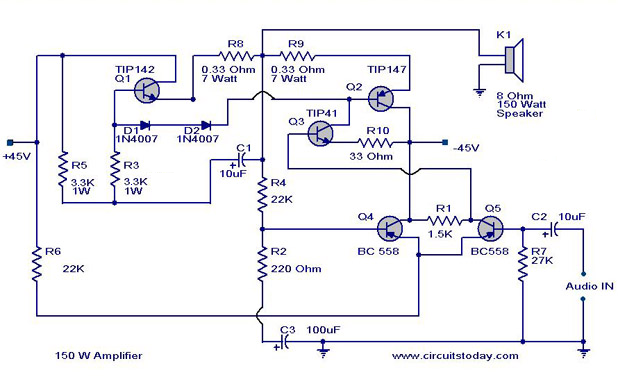 K1
R8
R9
TIP142
Q1
0.33 Ohm
7 Watt
0.33 Ohm
7 Watt
TIP147
Q2
8 Ohm
150 Watt
Speaker
TIP41
Q3
D1
1N4007
D2
1N4007
R10
33 Ohm
+45V
-45V
C1
10uF
R5
3.3K
1W
R3
3.3K
1W
R4
22K
Q4
R1
1.5K
Q5
C2
10uF
BC 558
BC558
R6
22K
R2
220 Ohm
R7
27K
Audio IN
C3
100uF
150 W Amplifier
www.circuitstoday.com